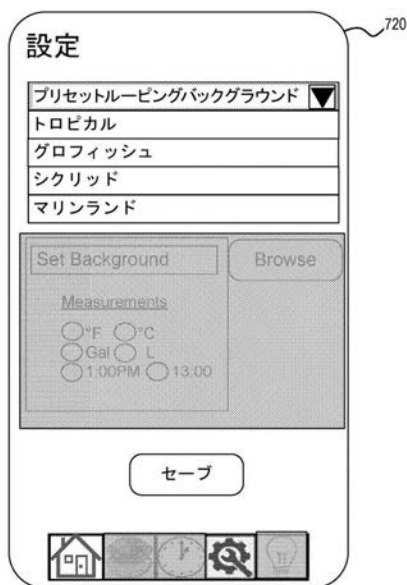 720
設定
プリセットルーピングバックグラウンド
トロピカル
グロフィッシュ
シクリッド
マリンランド
Set Background
Browse
Measurements
°F °C
Gal L
1:00PM 13:00
セーブ